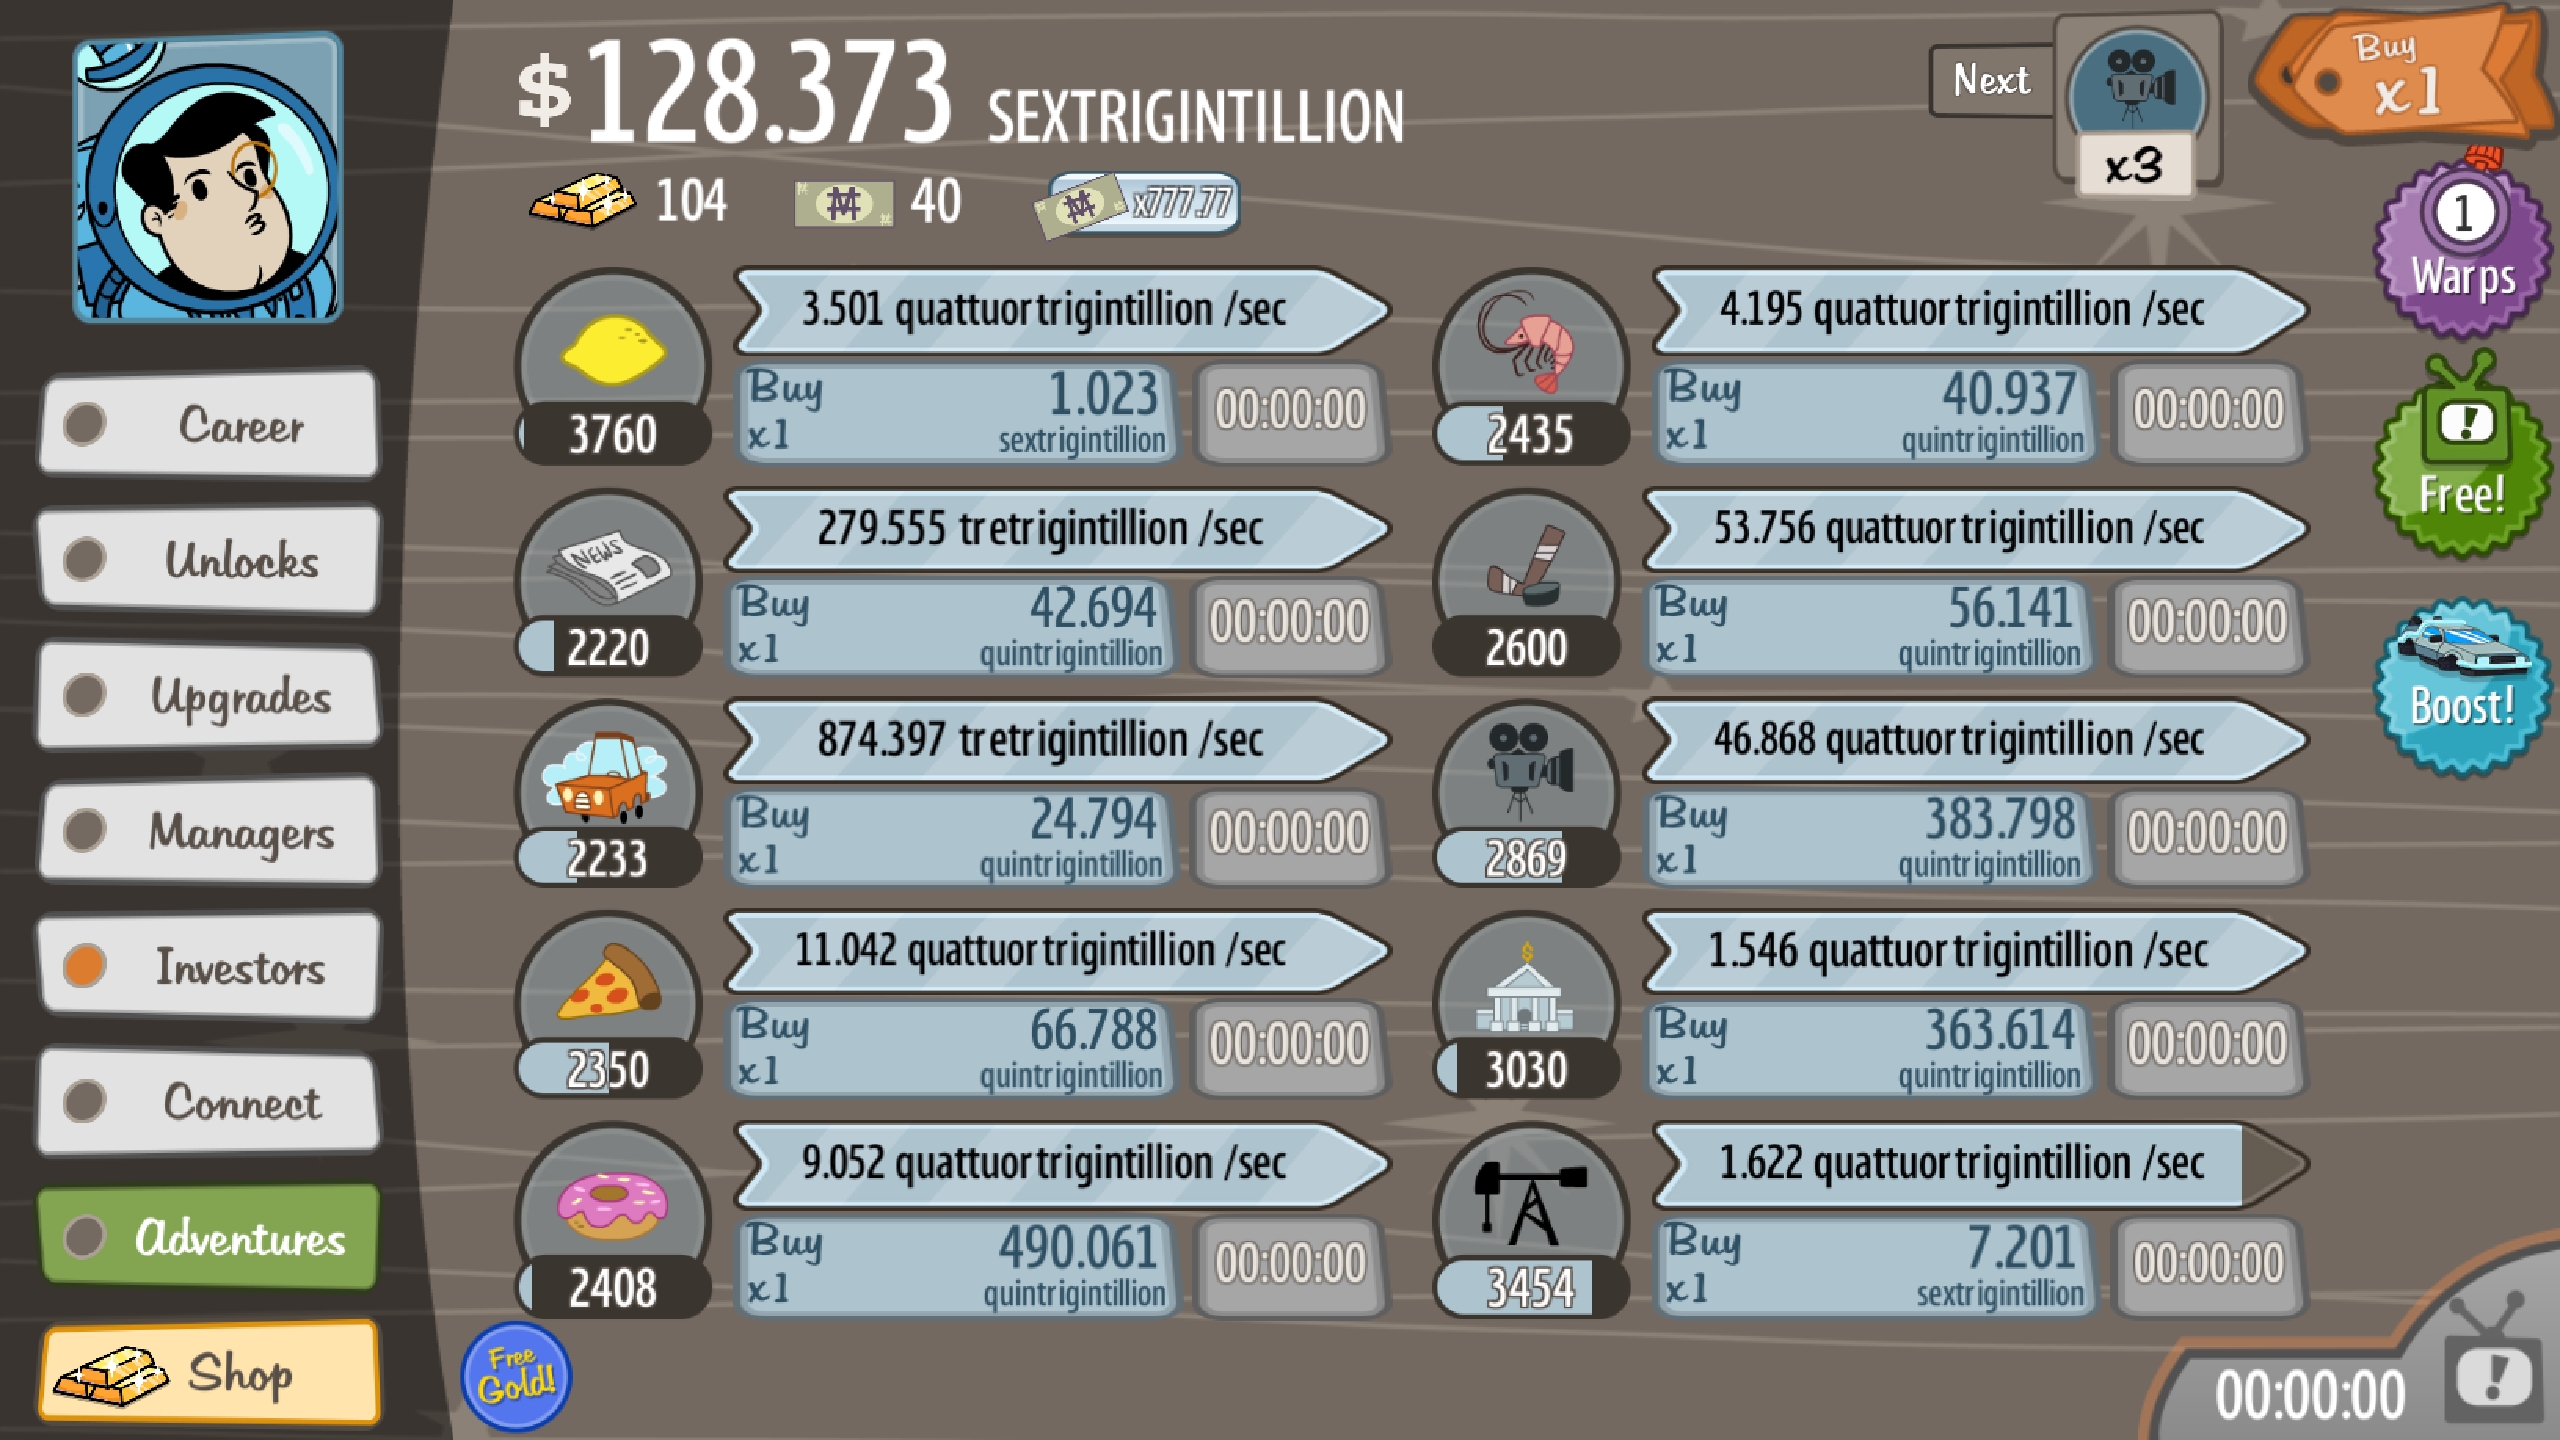 $128.373 SEXTRIGINTILLION
104 40 x777.77
Next
x3
Buy
x1
1
Warps
Free!
Boost!
Career
Unlocks
Upgrades
Managers
Investors
Connect
Adventures
Shop
3.501 quattuortrigintillion /sec
3760
Buy
x1
1.023
sextrigintillion
00:00:00
4.195 quattuortrigintillion /sec
2435
Buy
x1
40.937
quintrigintillion
00:00:00
NEWS
279.555 tretrigintillion /sec
2220
Buy
x1
42.694
quintrigintillion
00:00:00
53.756 quattuortrigintillion /sec
2600
Buy
x1
56.141
quintrigintillion
00:00:00
874.397 tretrigintillion /sec
2233
Buy
x1
24.794
quintrigintillion
00:00:00
46.868 quattuortrigintillion /sec
2869
Buy
x1
383.798
quintrigintillion
00:00:00
11.042 quattuortrigintillion /sec
2350
Buy
x1
66.788
quintrigintillion
00:00:00
$
1.546 quattuortrigintillion /sec
3030
Buy
x1
363.614
quintrigintillion
00:00:00
9.052 quattuortrigintillion /sec
2408
Buy
x1
490.061
quintrigintillion
00:00:00
1.622 quattuortrigintillion /sec
3454
Buy
x1
7.201
sextrigintillion
00:00:00
Free
Gold!
00:00:00
!